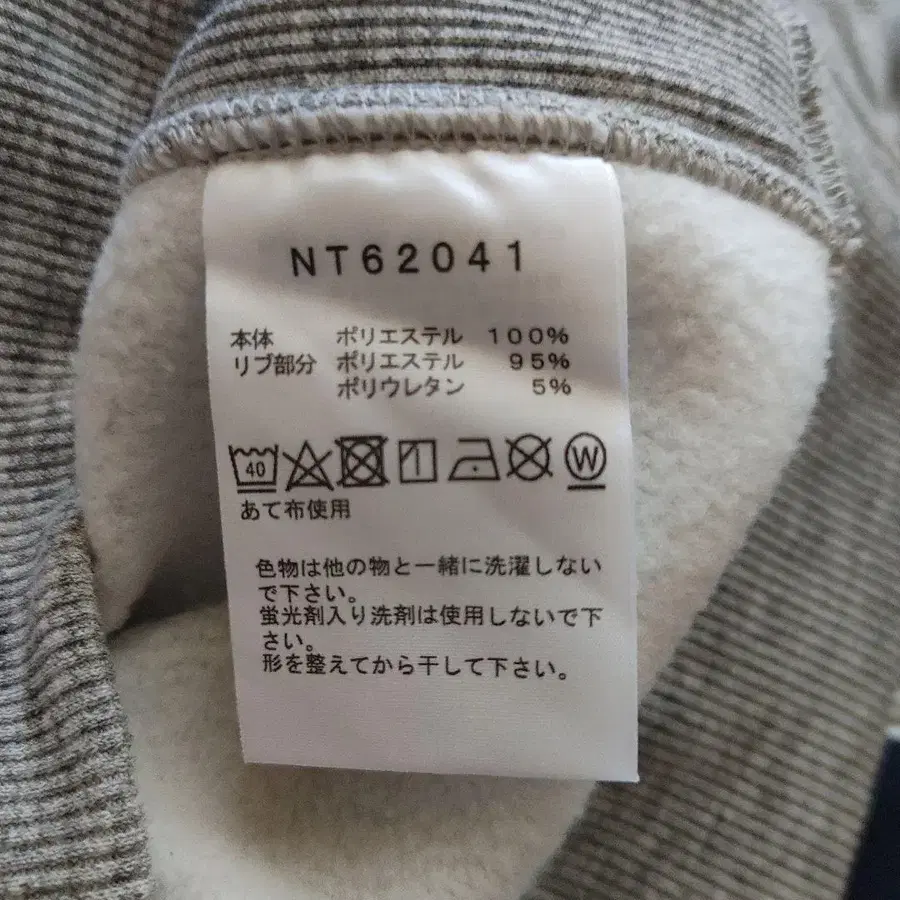 NT62041
本体 ポリエステル 100%
リブ部分 ポリエステル 95%
ポリウレタン 5%
40 W
あて布使用
色物は他の物と一緒に洗濯しない
で下さい。
蛍光剤入り洗剤は使用しないで下
さい。
形を整えてから干して下さい。